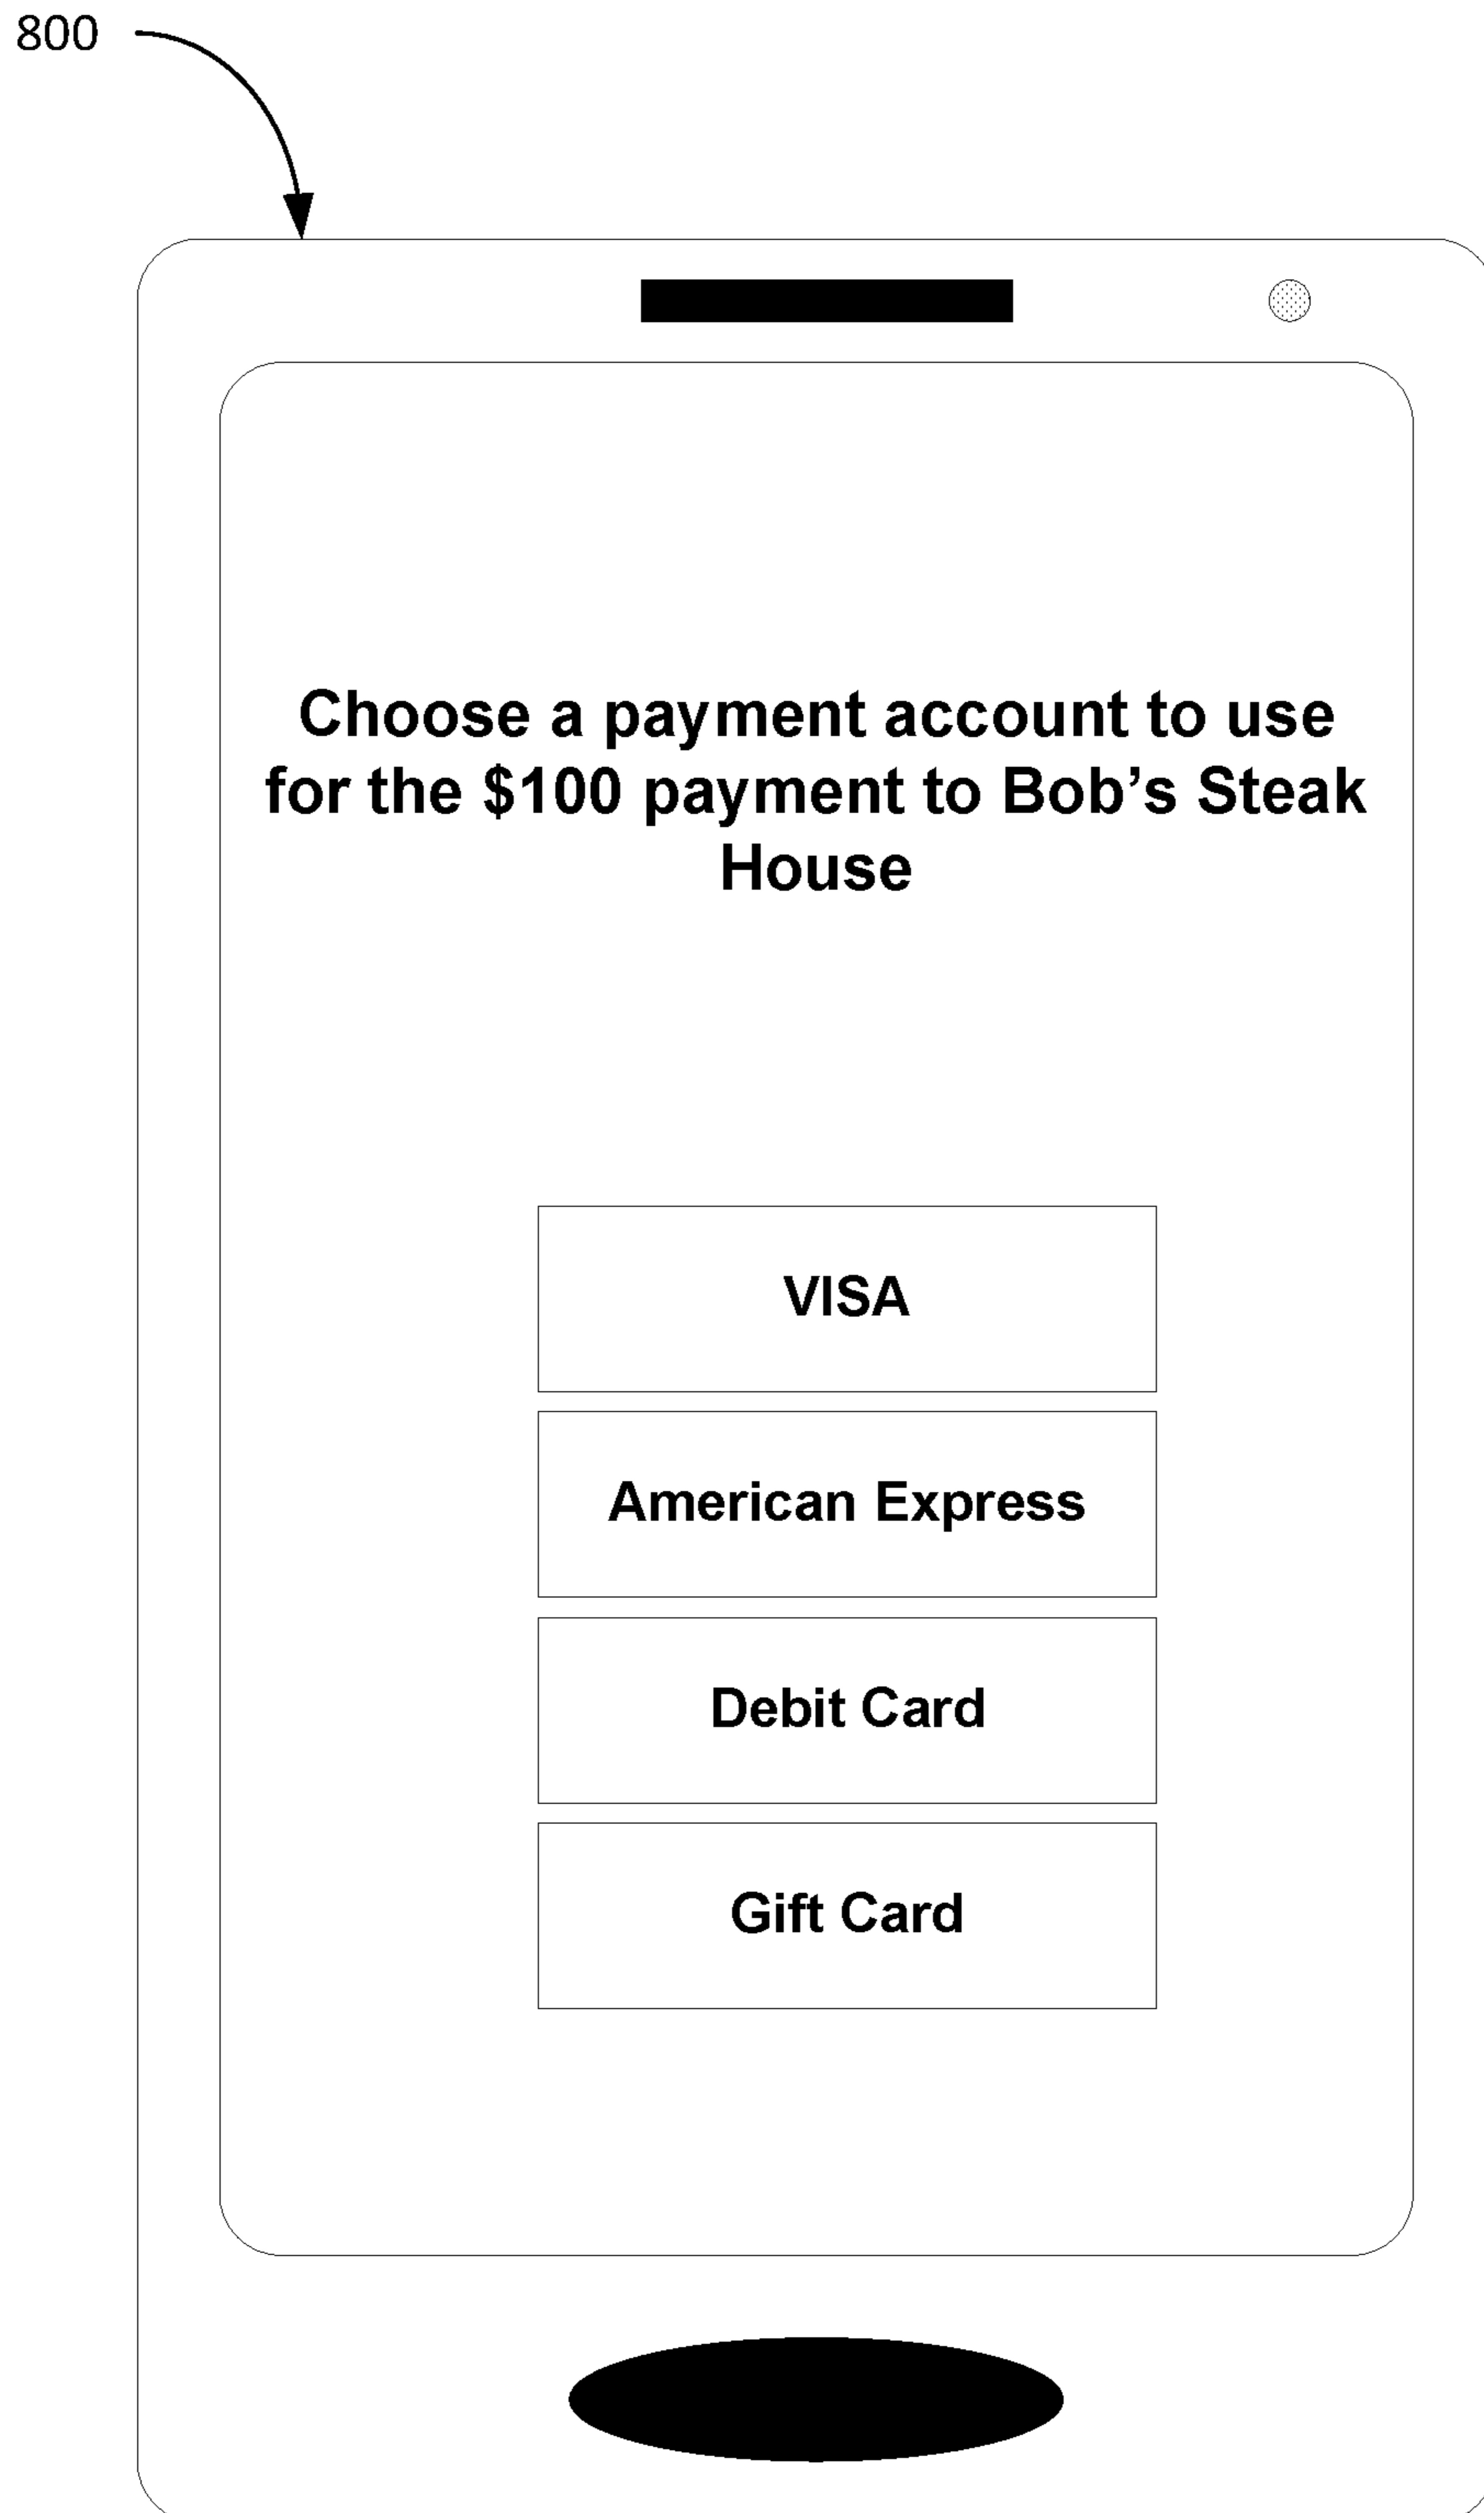 800
Choose a payment account to use
for the $100 payment to Bob’s Steak
House
VISA
American Express
Debit Card
Gift Card